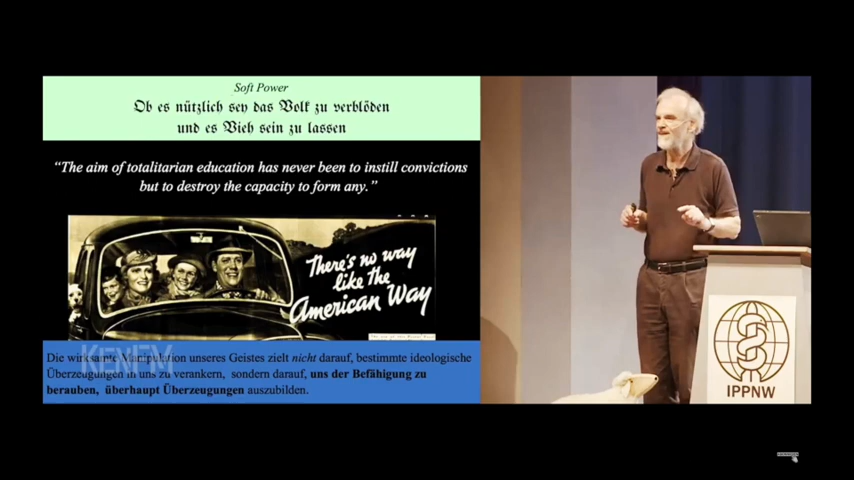 Soft Power
Ob es nützlich sey das Volk zu verblöden
und es Vieh sein zu lassen
“The aim of totalitarian education has never been to instill convictions
but to destroy the capacity to form any.”
There's no way
like the
American Way
Die wirksamste Manipulation unseres Geistes zielt nicht darauf, bestimmte ideologische
Überzeugungen in uns zu verankern, sondern darauf, uns der Befähigung zu
berauben, überhaupt Überzeugungen auszubilden.
KENFM
IPPNW